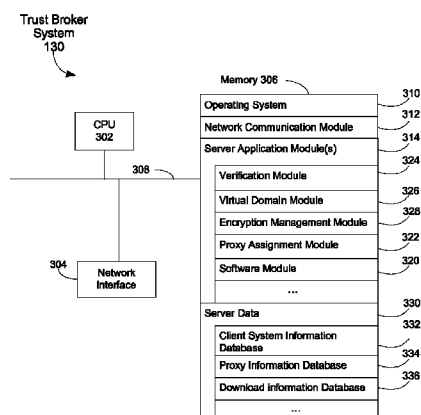 Trust Broker
System
130
Memory 306
310
Operating System
312
CPU
302
Network Communication Module
314
Server Application Module(s)
324
308
Verification Module
326
Virtual Domain Module
328
Encryption Management Module
322
Proxy Assignment Module
304
Network
Interface
320
Software Module
...
330
Server Data
332
Client System Information
Database
334
Proxy Information Database
336
Download Information Database
...